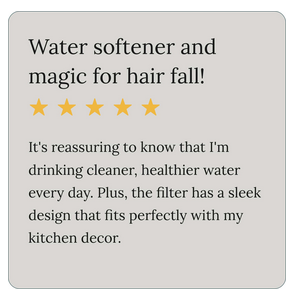 Water softener and
magic for hair fall!
It's reassuring to know that I'm
drinking cleaner, healthier water
every day. Plus, the filter has a sleek
design that fits perfectly with my
kitchen decor.